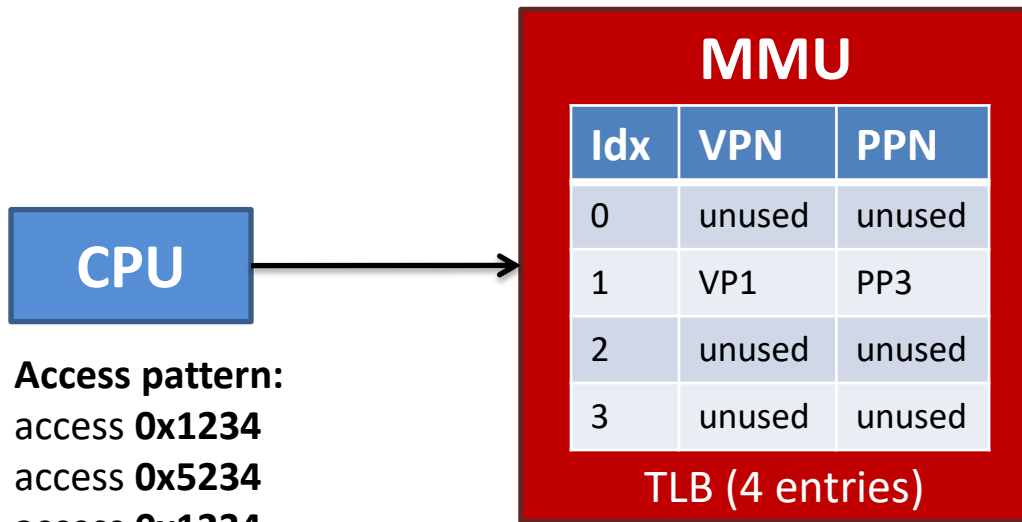 MMU
Idx VPN PPN
0 unused unused
CPU
1 VP1 PP3
2 unused unused
Access pattern:
access 0x1234
3 unused unused
access 0x5234
TLB (4 entries)